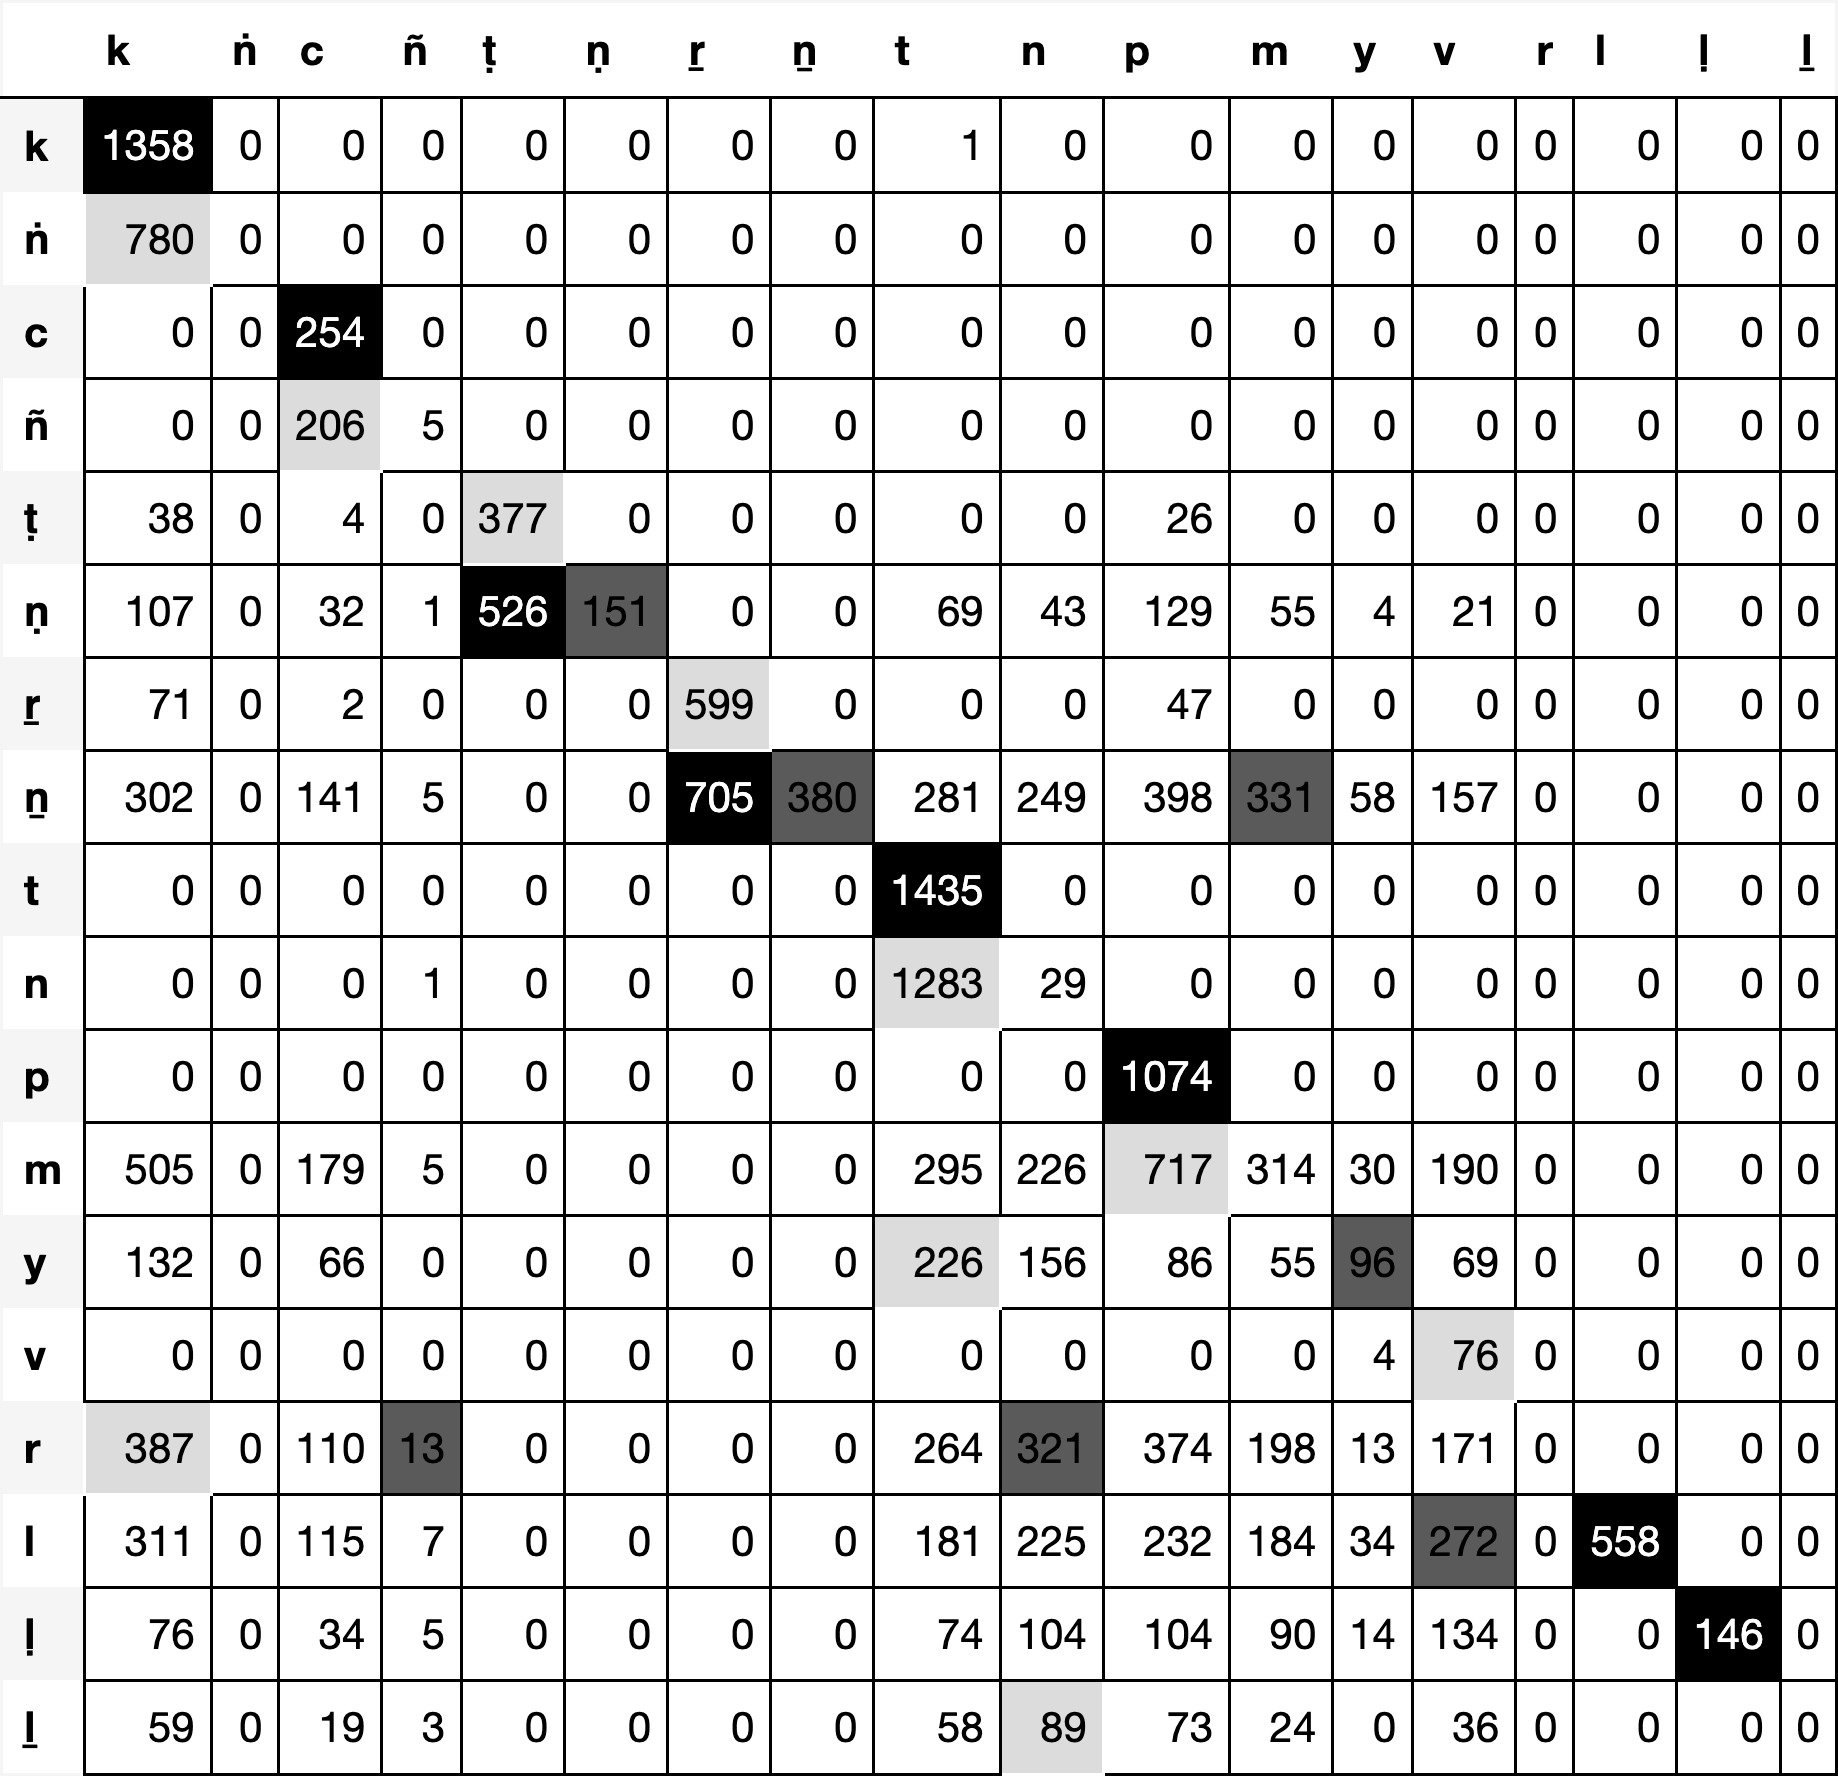 k ṅ c ñ ṭ ṇ ṟ ṉ t n p m y v r l ḷ ḻ
k 1358 0 0 0 0 0 0 0 1 0 0 0 0 0 0 0 0 0
ṅ 780 0 0 0 0 0 0 0 0 0 0 0 0 0 0 0 0 0
c 0 0 254 0 0 0 0 0 0 0 0 0 0 0 0 0 0 0
ñ 0 0 206 5 0 0 0 0 0 0 0 0 0 0 0 0 0 0
ṭ 38 0 4 0 377 0 0 0 0 0 26 0 0 0 0 0 0 0
ṇ 107 0 32 1 526 151 0 0 69 43 129 55 4 21 0 0 0 0
ṟ 71 0 2 0 0 0 599 0 0 0 47 0 0 0 0 0 0 0
ṉ 302 0 141 5 0 0 705 380 281 249 398 331 58 157 0 0 0 0
t 0 0 0 0 0 0 0 0 1435 0 0 0 0 0 0 0 0 0
n 0 0 0 1 0 0 0 0 1283 29 0 0 0 0 0 0 0 0
p 0 0 0 0 0 0 0 0 0 0 1074 0 0 0 0 0 0 0
m 505 0 179 5 0 0 0 0 295 226 717 314 30 190 0 0 0 0
y 132 0 66 0 0 0 0 0 226 156 86 55 96 69 0 0 0 0
v 0 0 0 0 0 0 0 0 0 0 0 0 4 76 0 0 0 0
r 387 0 110 13 0 0 0 0 264 321 374 198 13 171 0 0 0 0
l 311 0 115 7 0 0 0 0 181 225 232 184 34 272 0 558 0 0
ḷ 76 0 34 5 0 0 0 0 74 104 104 90 14 134 0 0 146 0
ḻ 59 0 19 3 0 0 0 0 58 89 73 24 0 36 0 0 0 0